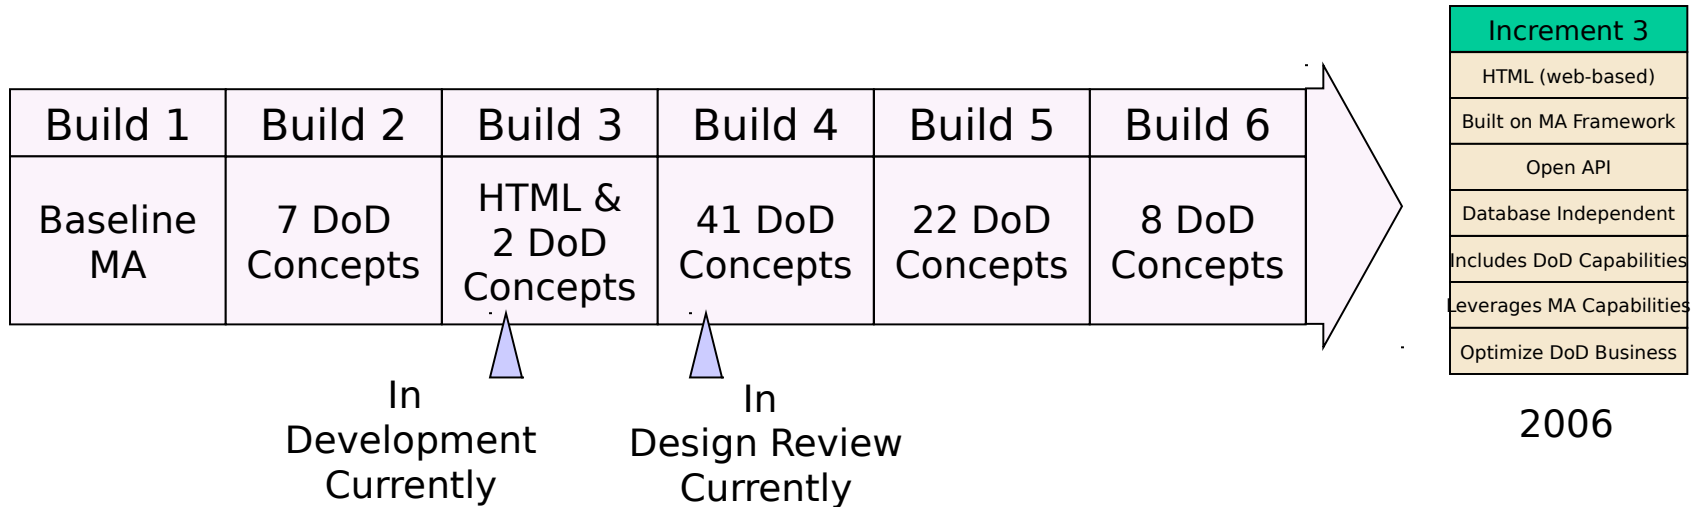 Build 1
Build 2
Build 3
Build 4
Build 5
Build 6
Baseline
MA
7 DoD
Concepts
HTML &
2 DoD
Concepts
41 DoD
Concepts
22 DoD
Concepts
8 DoD
Concepts
In
Development
Currently
In
Design Review
Currently
Increment 3
HTML (web-based)
Built on MA Framework
Open API
Database Independent
Includes DoD Capabilities
Leverages MA Capabilities
Optimize DoD Business
2006